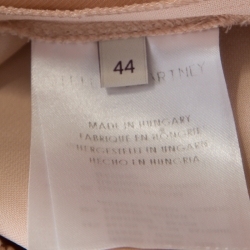 44
MADE IN HUNGARY
FABRIQUE EN HONGRIE
HERGESTELLT IN UNGARN
HECHO EN HUNGRIA